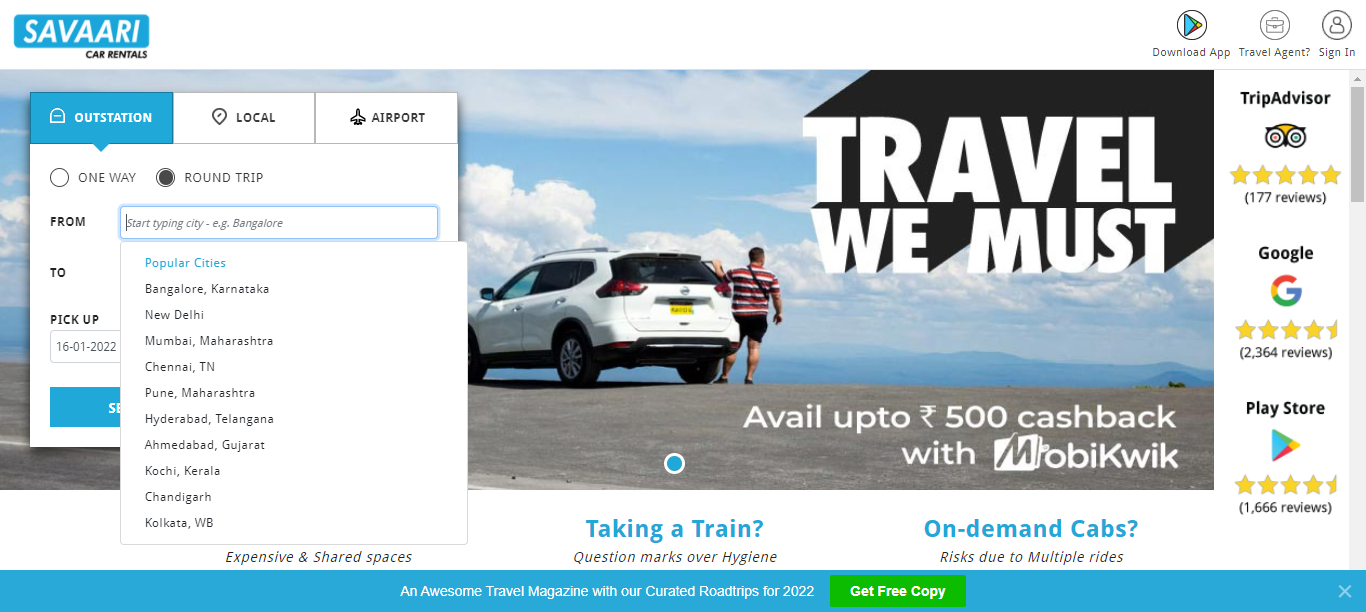 SAVAARI
CAR RENTALS
Download App
Travel Agent?
Sign In
OUTSTATION
LOCAL
AIRPORT
ONE WAY
ROUND TRIP
FROM
Start typing city - e.g. Bangalore
TO
PICK UP
16-01-2022
SE
Popular Cities
Bangalore, Karnataka
New Delhi
Mumbai, Maharashtra
Chennai, TN
Pune, Maharashtra
Hyderabad, Telangana
Ahmedabad, Gujarat
Kochi, Kerala
Chandigarh
Kolkata, WB
TRAVEL
WE MUST
Avail upto ₹ 500 cashback
with MobiKwik
TripAdvisor
(177 reviews)
Google
(2,364 reviews)
Play Store
(1,666 reviews)
Expensive & Shared spaces
Taking a Train?
Question marks over Hygiene
On-demand Cabs?
Risks due to Multiple rides
An Awesome Travel Magazine with our Curated Roadtrips for 2022
Get Free Copy